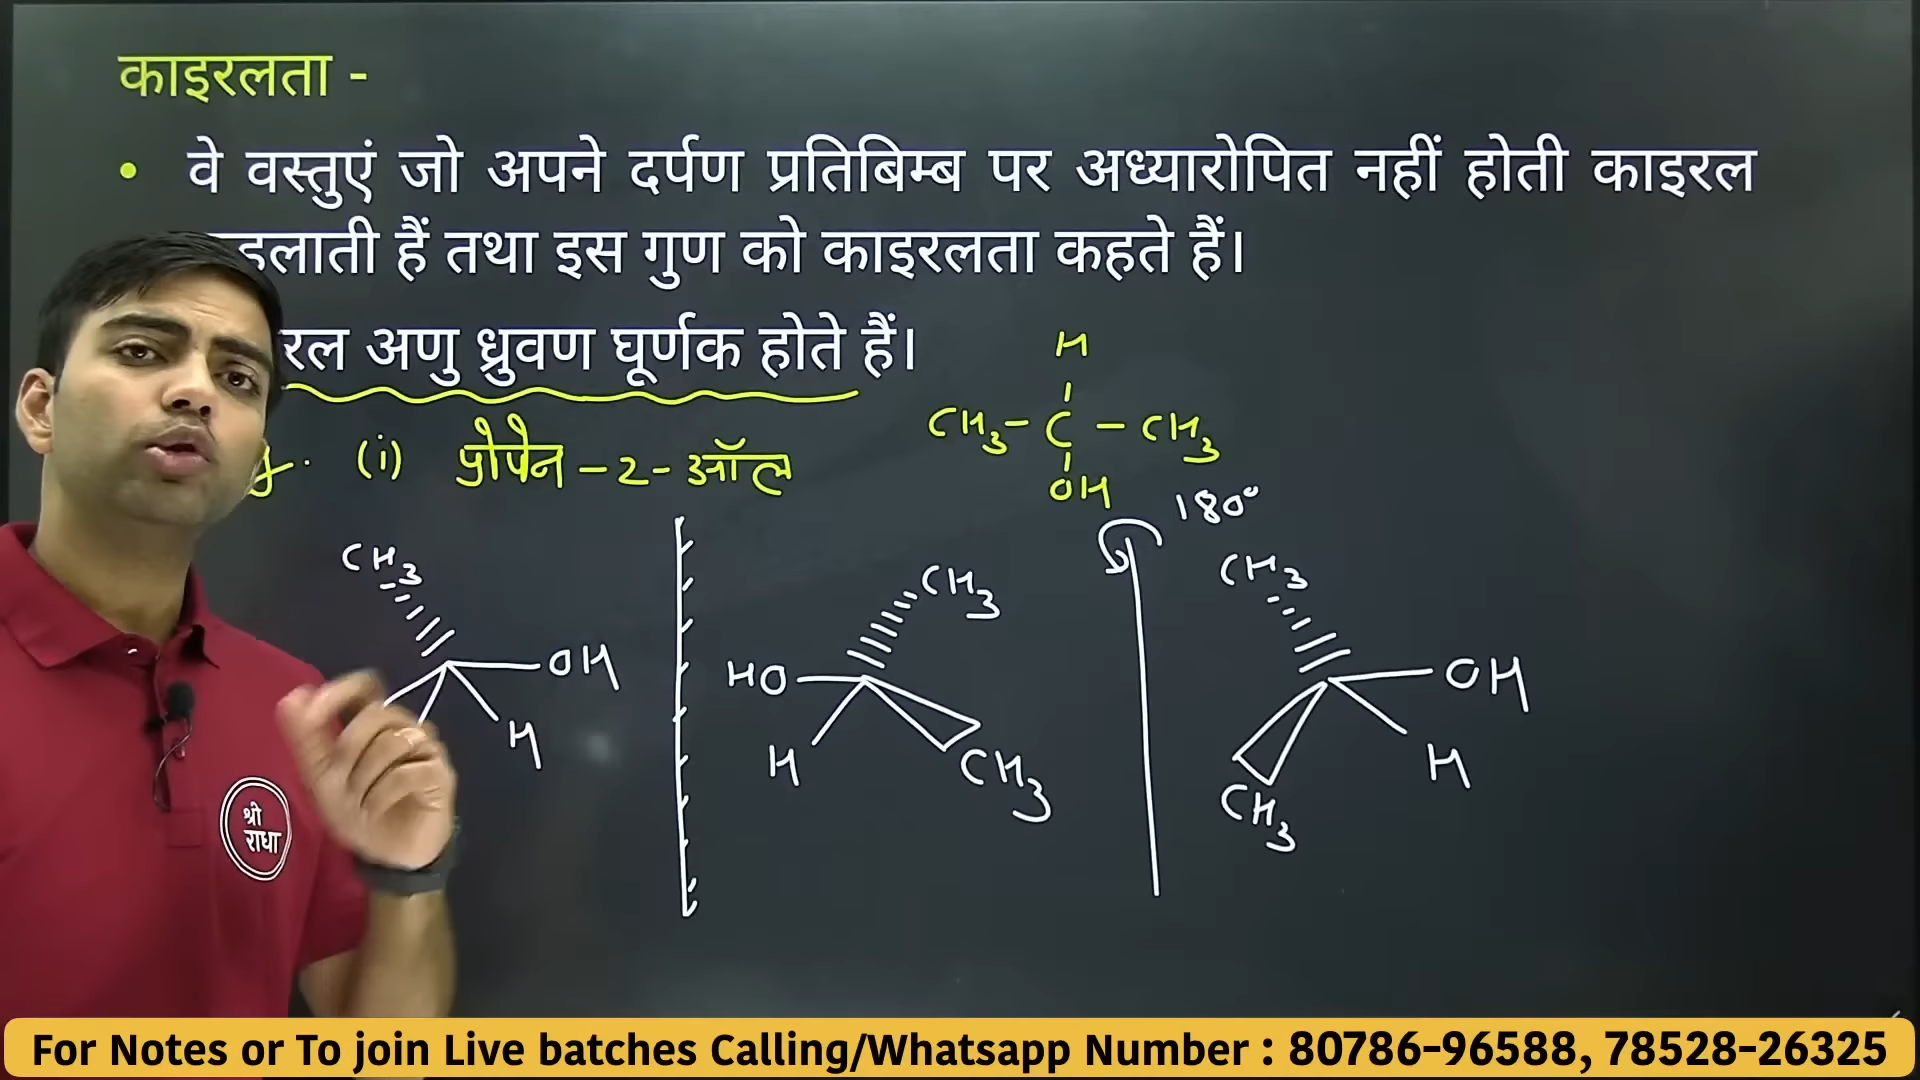 काइरलता -
• वे वस्तुएं जो अपने दर्पण प्रतिबिम्ब पर अध्यारोपित नहीं होती काइरल
हलाती हैं तथा इस गुण को काइरलता कहते हैं।
रल अणु ध्रुवण घूर्णक होते हैं।
H
CH3 - C - CH3
OH
(i) प्रोपेन - 2 - ऑल
180°
CH3
OH
H
CH3
HO
H
CH3
CH3
OH
H
CH3
श्री
राधा
For Notes or To join Live batches Calling/Whatsapp Number : 80786-96588, 78528-26325